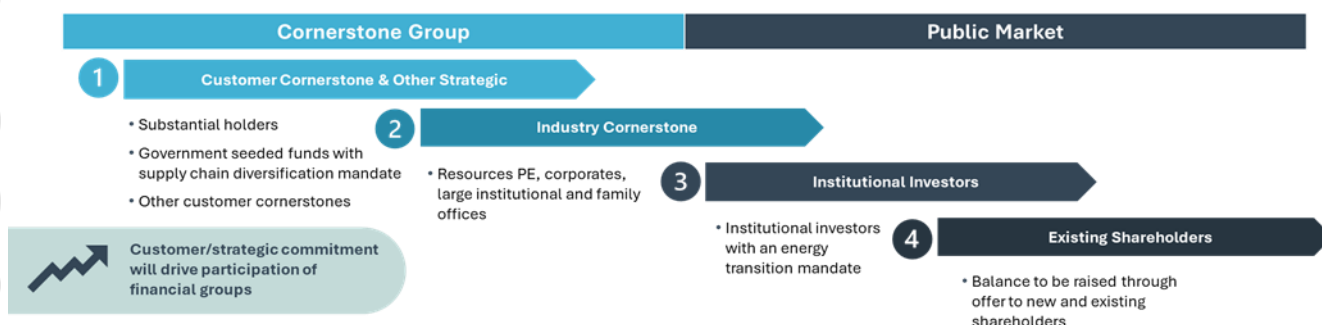 Cornerstone Group
Public Market
1
Customer Cornerstone & Other Strategic
• Substantial holders
• Government seeded funds with
supply chain diversification mandate
• Other customer cornerstones
2
Industry Cornerstone
• Resources PE, corporates,
large institutional and family
offices
3
Institutional Investors
• Institutional investors
with an energy
transition mandate
4
Existing Shareholders
• Balance to be raised through
offer to new and existing
shareholders
Customer/strategic commitment
will drive participation of
financial groups